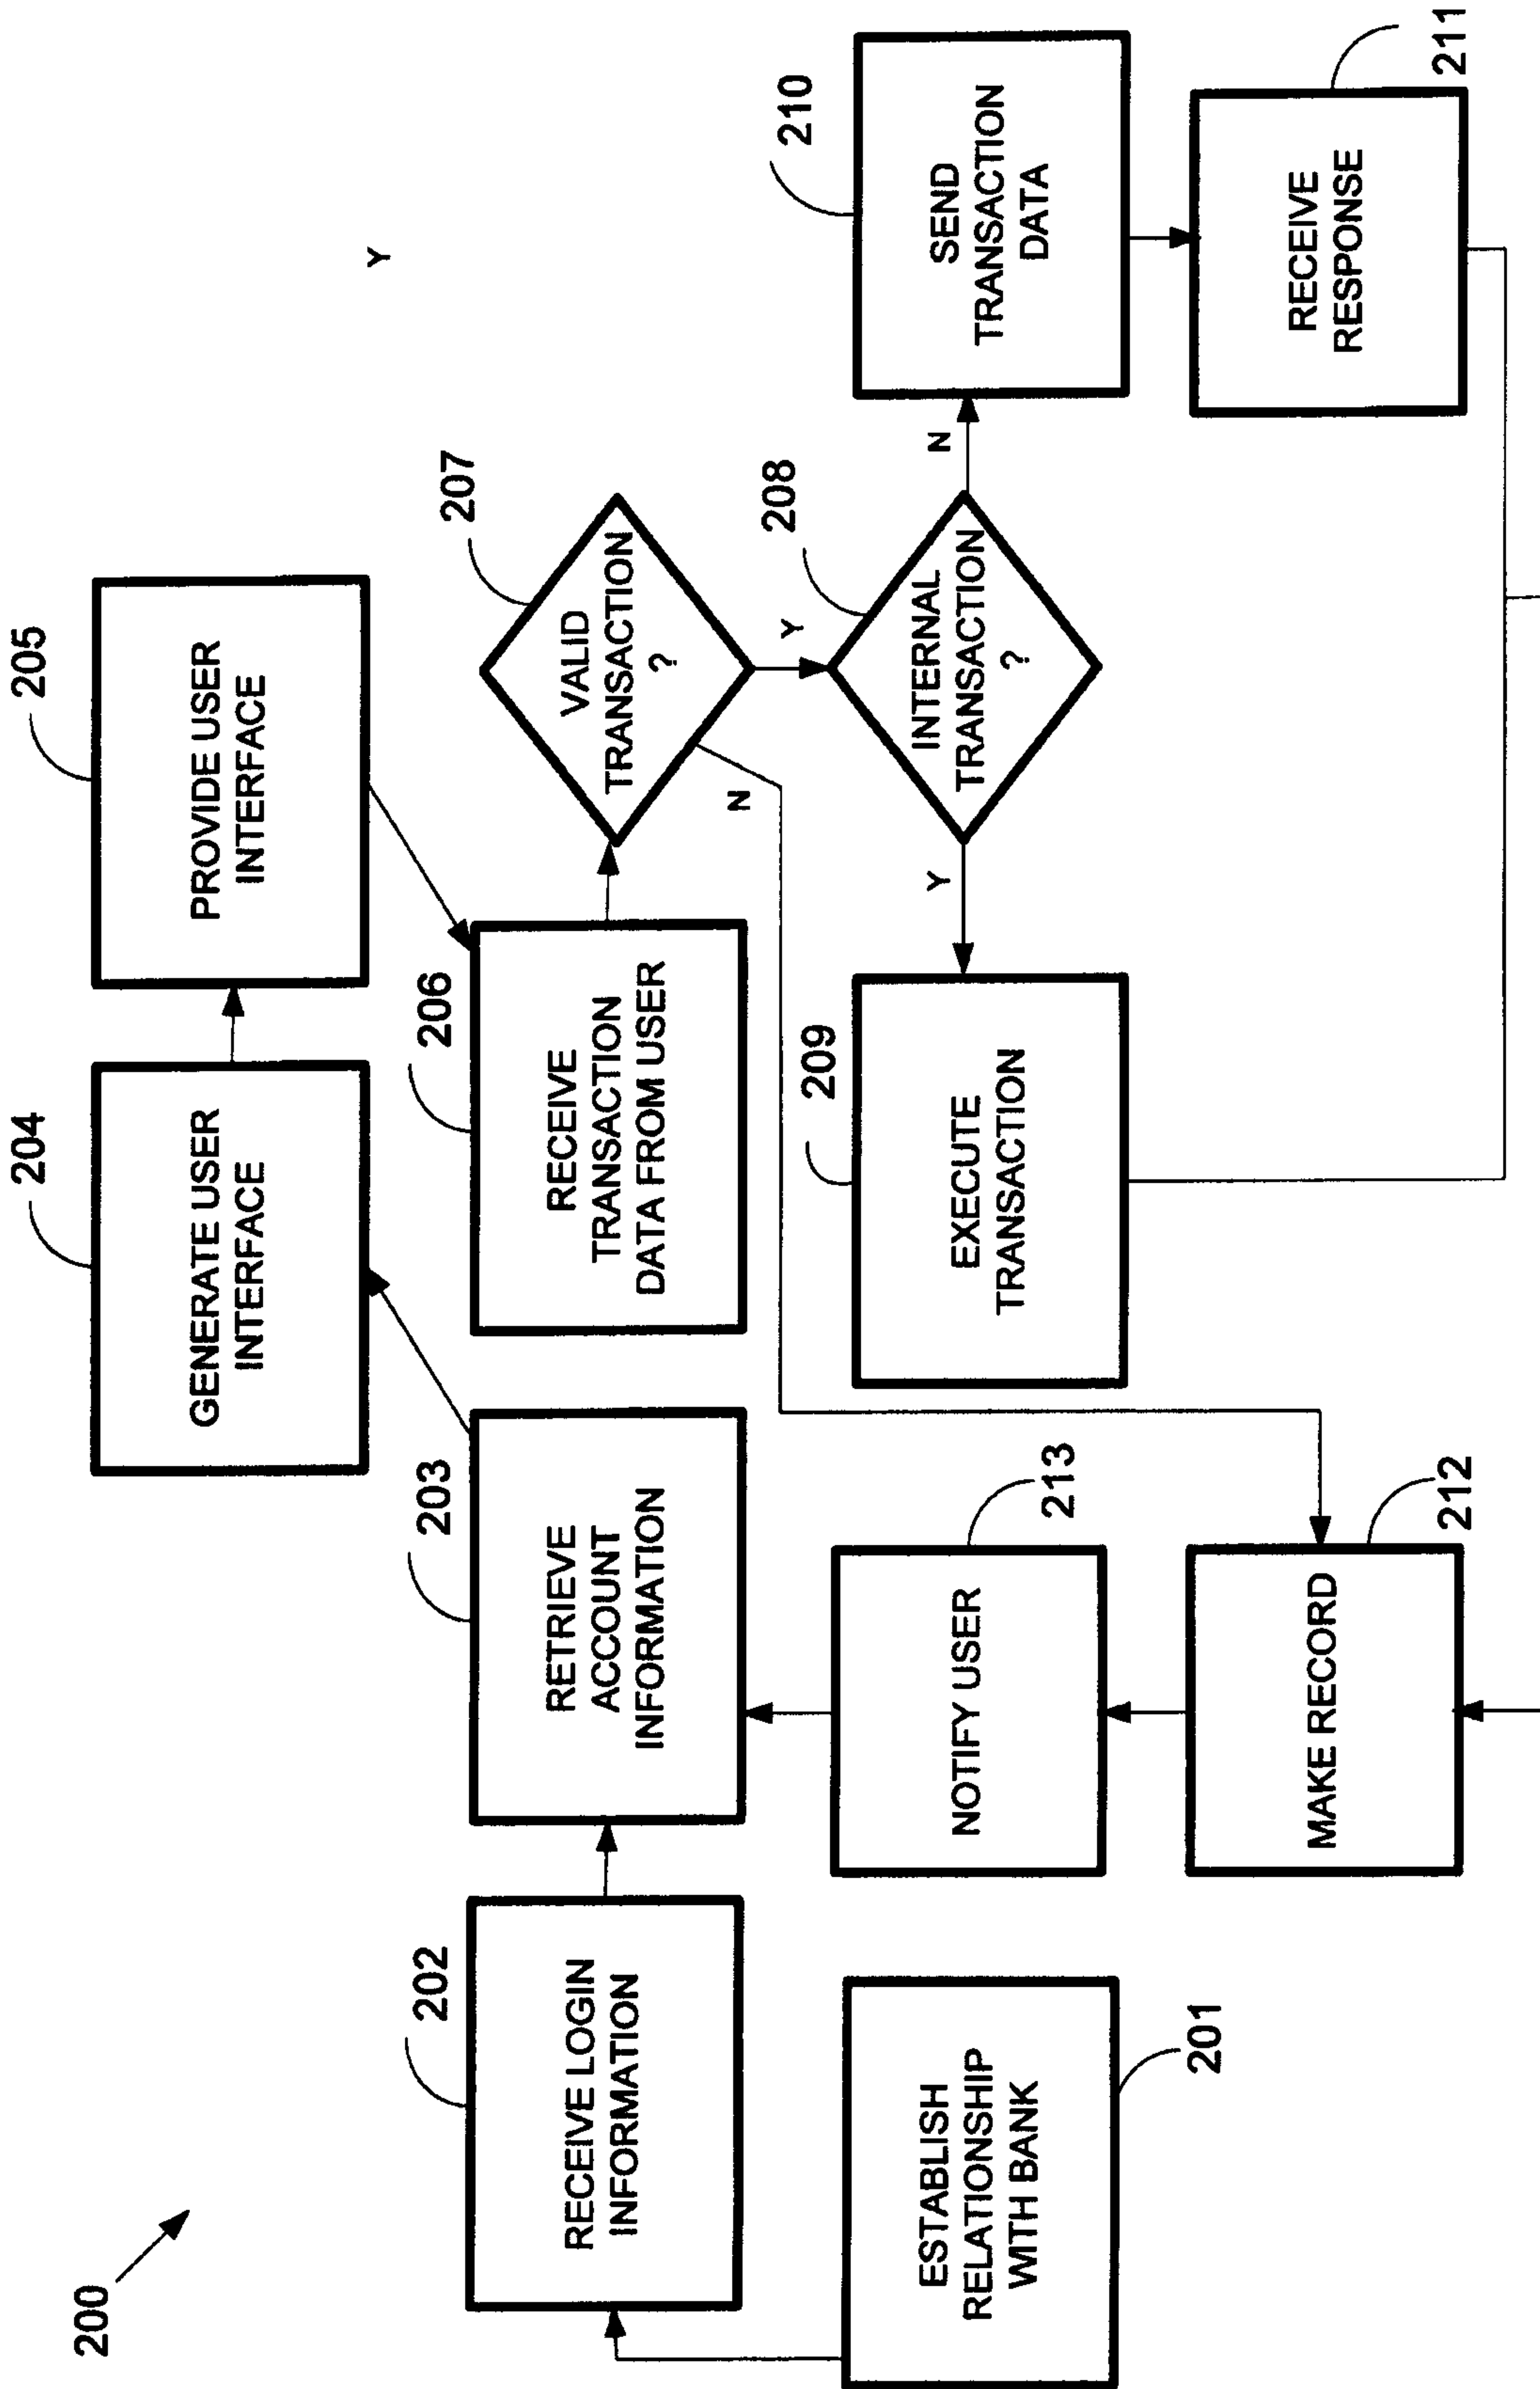 200
204
GENERATE USER
INTERFACE
205
PROVIDE USER
INTERFACE
Y
202
RECEIVE LOGIN
INFORMATION
203
RETRIEVE
ACCOUNT
INFORMATION
206
RECEIVE
TRANSACTION
DATA FROM USER
207
VALID
TRANSACTION
?
N
Y
201
ESTABLISH
RELATIONSHIP
WITH BANK
213
NOTIFY USER
209
EXECUTE
TRANSACTION
Y
208
INTERNAL
TRANSACTION
?
N
210
SEND
TRANSACTION
DATA
212
MAKE RECORD
211
RECEIVE
RESPONSE